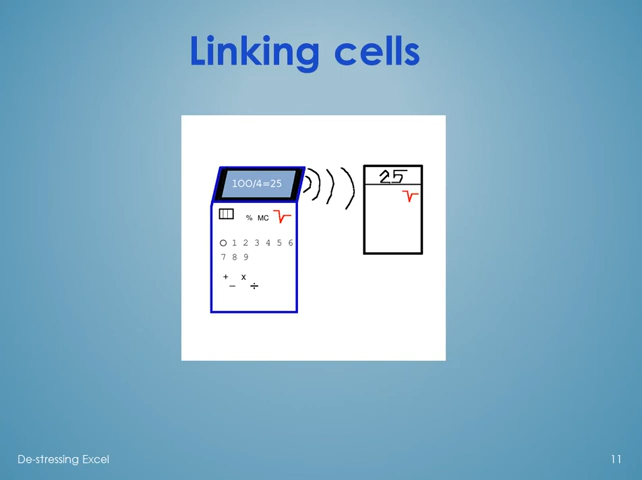 Linking cells
100/4=25
25
% MC
0 1 2 3 4 5 6
7 8 9
+ x
− ÷
De-stressing Excel
11